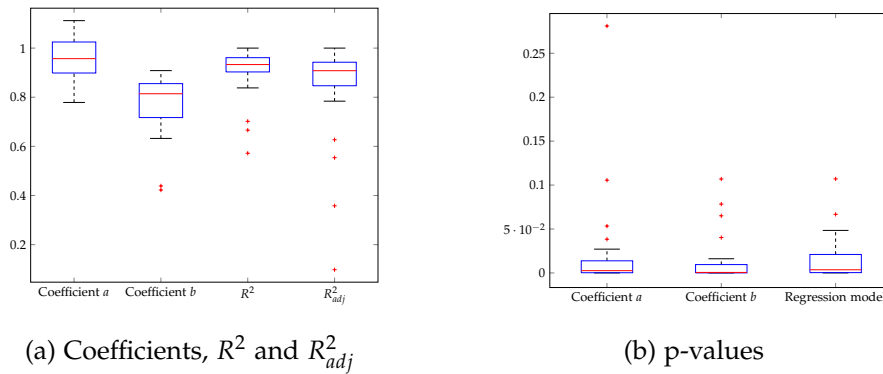 1
0.8
0.6
0.4
0.2
Coefficient a
Coefficient b
R²
R²adj
(a) Coefficients, R² and R²adj
0.25
0.2
0.15
0.1
5 · 10⁻²
0
Coefficient a
Coefficient b
Regression model
(b) p-values